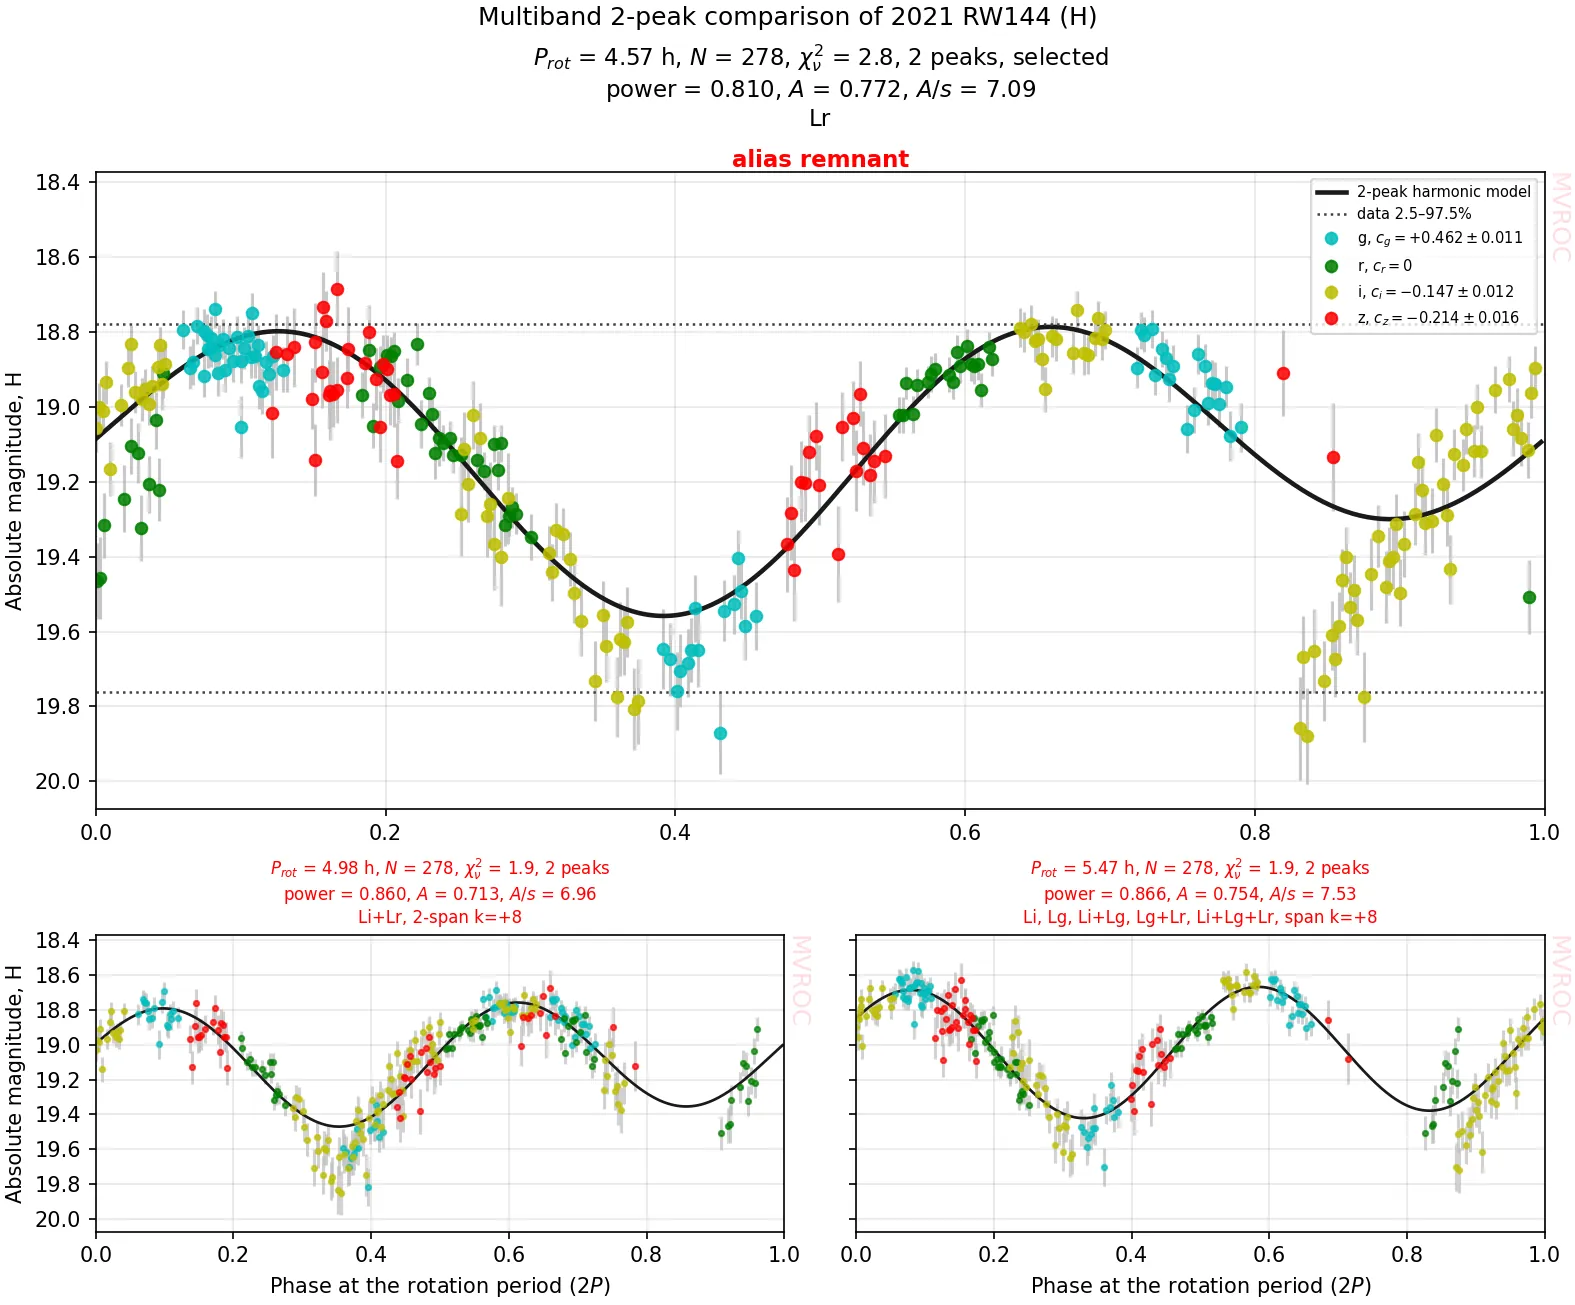 Multiband 2-peak comparison of 2021 RW144 (H)
P_rot = 4.57 h, N = 278, χ²_ν = 2.8, 2 peaks, selected
power = 0.810, A = 0.772, A/s = 7.09
Lr
alias remnant
2-peak harmonic model
data 2.5–97.5%
g, c_g = +0.462 ± 0.011
r, c_r = 0
i, c_i = −0.147 ± 0.012
z, c_z = −0.214 ± 0.016
MVROC
Absolute magnitude, H
18.4
18.6
18.8
19.0
19.2
19.4
19.6
19.8
20.0
0.0 0.2 0.4 0.6 0.8 1.0
P_rot = 4.98 h, N = 278, χ²_ν = 1.9, 2 peaks
power = 0.860, A = 0.713, A/s = 6.96
Li+Lr, 2-span k=+8
MVROC
Absolute magnitude, H
18.4
18.6
18.8
19.0
19.2
19.4
19.6
19.8
20.0
0.0 0.2 0.4 0.6 0.8 1.0
Phase at the rotation period (2P)
P_rot = 5.47 h, N = 278, χ²_ν = 1.9, 2 peaks
power = 0.866, A = 0.754, A/s = 7.53
Li, Lg, Li+Lg, Lg+Lr, Li+Lg+Lr, span k=+8
MVROC
0.0 0.2 0.4 0.6 0.8 1.0
Phase at the rotation period (2P)